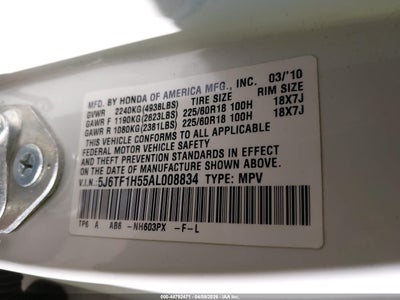 MFD. BY HONDA OF AMERICA MFG., INC. 03/'10
GVWR 2240KG(4938LBS) TIRE SIZE RIM SIZE
GAWR F 1190KG(2623LBS) 225/60R18 100H 18X7J
GAWR R 1080KG(2381LBS) 225/60R18 100H 18X7J
THIS VEHICLE CONFORMS TO ALL APPLICABLE
FEDERAL MOTOR VEHICLE SAFETY
AND THEFT PREVENTION STANDARDS IN EFFECT
ON THE DATE OF MANUFACTURE SHOWN ABOVE.
V.I.N: 5J6TF1H55AL008834 TYPE: MPV
TP6 A AB6 -NH603PX -F-L